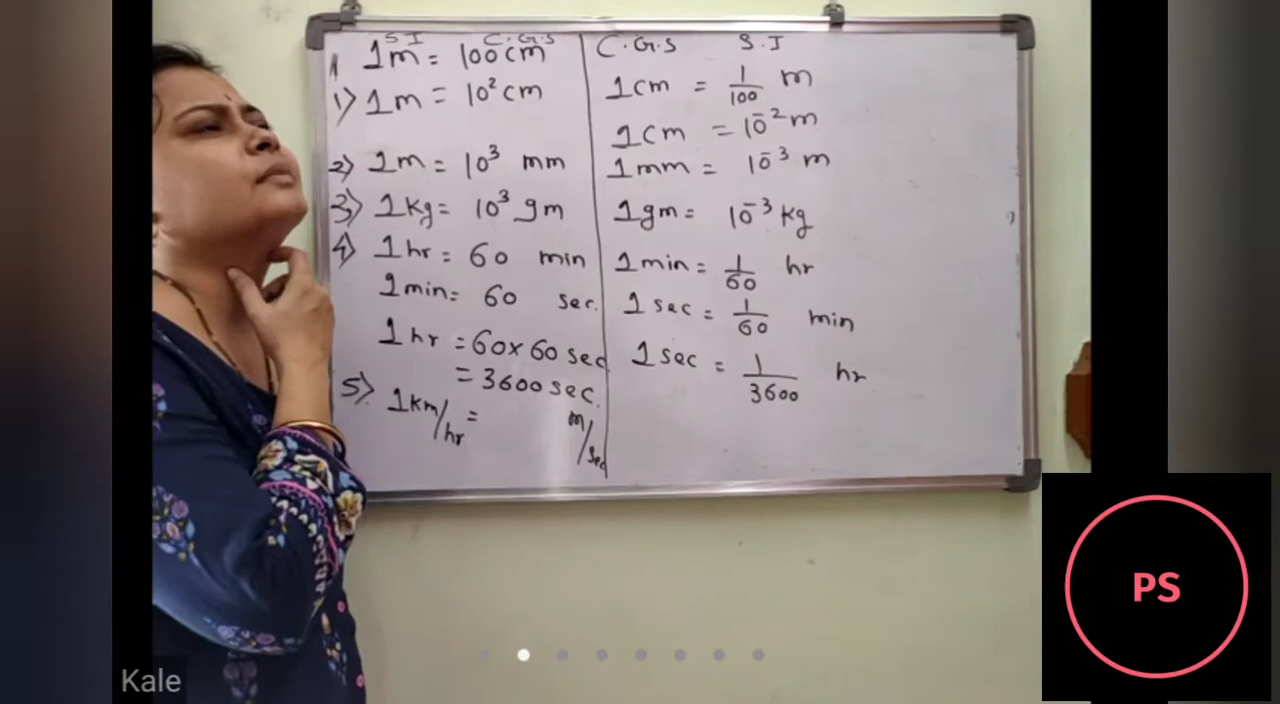 S I C.G.S
1m = 100cm
1) 1m = 10² cm
2) 1m = 10³ mm
3) 1kg = 10³ gm
4) 1hr = 60 min
1min = 60 sec.
1hr = 60 x 60 sec
= 3600 sec.
5) 1km/hr = m/sec
C.G.S S.I
1cm = 1/100 m
1cm = 10⁻² m
1mm = 10⁻³ m
1gm = 10⁻³ kg
1min = 1/60 hr
1sec = 1/60 min
1sec = 1/3600 hr
PS
Kale